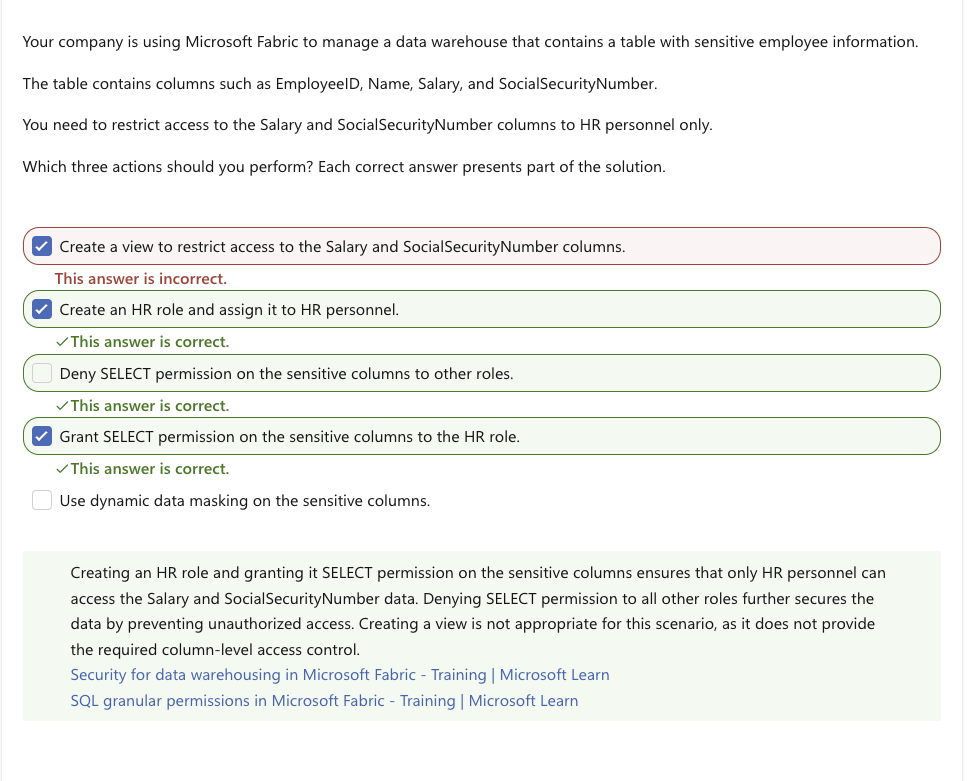 Your company is using Microsoft Fabric to manage a data warehouse that contains a table with sensitive employee information.
The table contains columns such as EmployeeID, Name, Salary, and SocialSecurityNumber.
You need to restrict access to the Salary and SocialSecurityNumber columns to HR personnel only.
Which three actions should you perform? Each correct answer presents part of the solution.
Create a view to restrict access to the Salary and SocialSecurityNumber columns.
This answer is incorrect.
Create an HR role and assign it to HR personnel.
This answer is correct.
Deny SELECT permission on the sensitive columns to other roles.
This answer is correct.
Grant SELECT permission on the sensitive columns to the HR role.
This answer is correct.
Use dynamic data masking on the sensitive columns.
Creating an HR role and granting it SELECT permission on the sensitive columns ensures that only HR personnel can
access the Salary and SocialSecurityNumber data. Denying SELECT permission to all other roles further secures the
data by preventing unauthorized access. Creating a view is not appropriate for this scenario, as it does not provide
the required column-level access control.
Security for data warehousing in Microsoft Fabric - Training | Microsoft Learn
SQL granular permissions in Microsoft Fabric - Training | Microsoft Learn